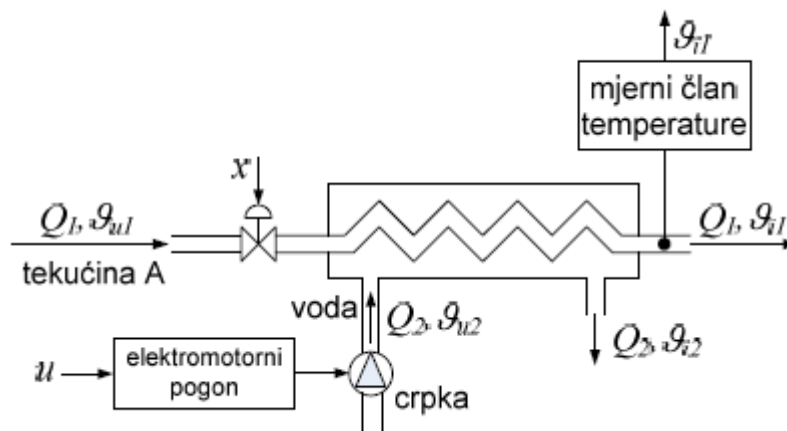 ϑi1
mjerni član
temperature
x
Q1, ϑu1
Q1, ϑi1
tekućina A
voda
Q2, ϑu2
Q2, ϑi2
u
elektromotorni
pogon
crpka